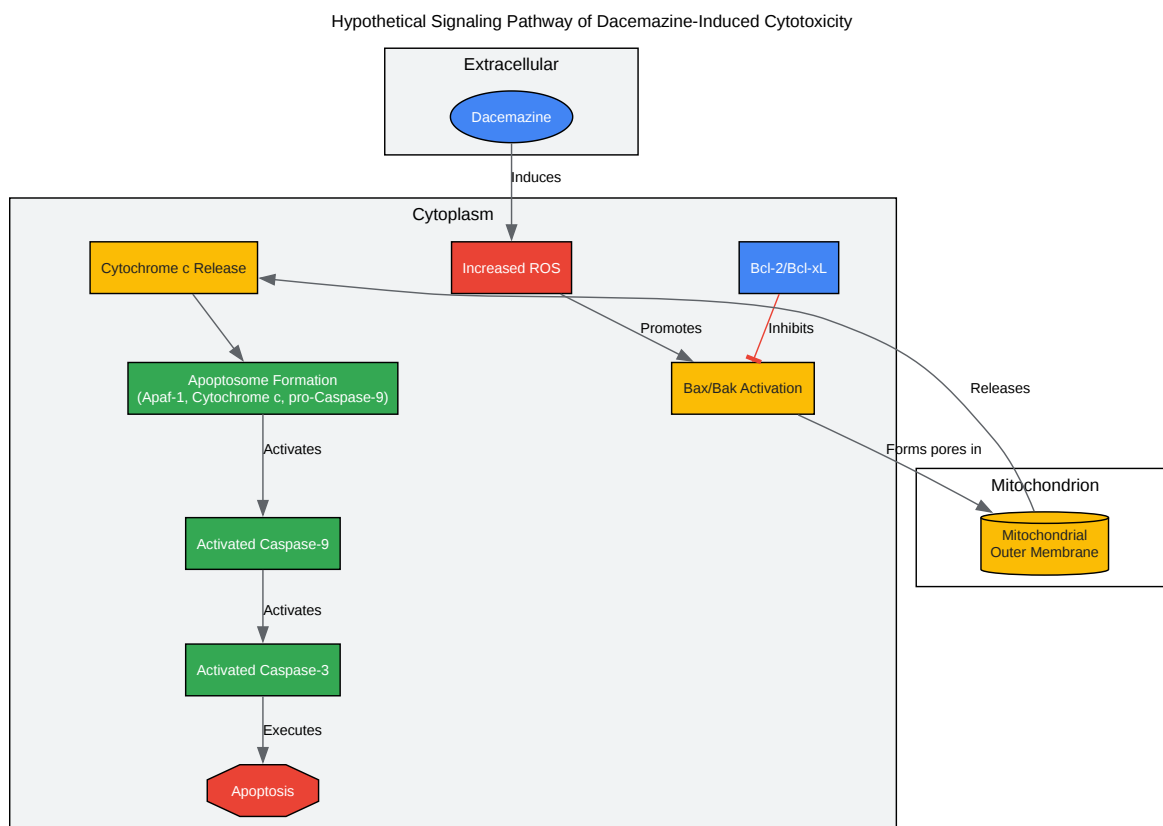 Hypothetical Signaling Pathway of Dacemazine-Induced Cytotoxicity
Extracellular
Dacemazine
Induces
Cytoplasm
Cytochrome c Release
Increased ROS
Bcl-2/Bcl-xL
Promotes
Inhibits
Apoptosome Formation
(Apaf-1, Cytochrome c, pro-Caspase-9)
Bax/Bak Activation
Releases
Activates
Forms pores in
Mitochondrion
Activated Caspase-9
Mitochondrial
Outer Membrane
Activates
Activated Caspase-3
Executes
Apoptosis